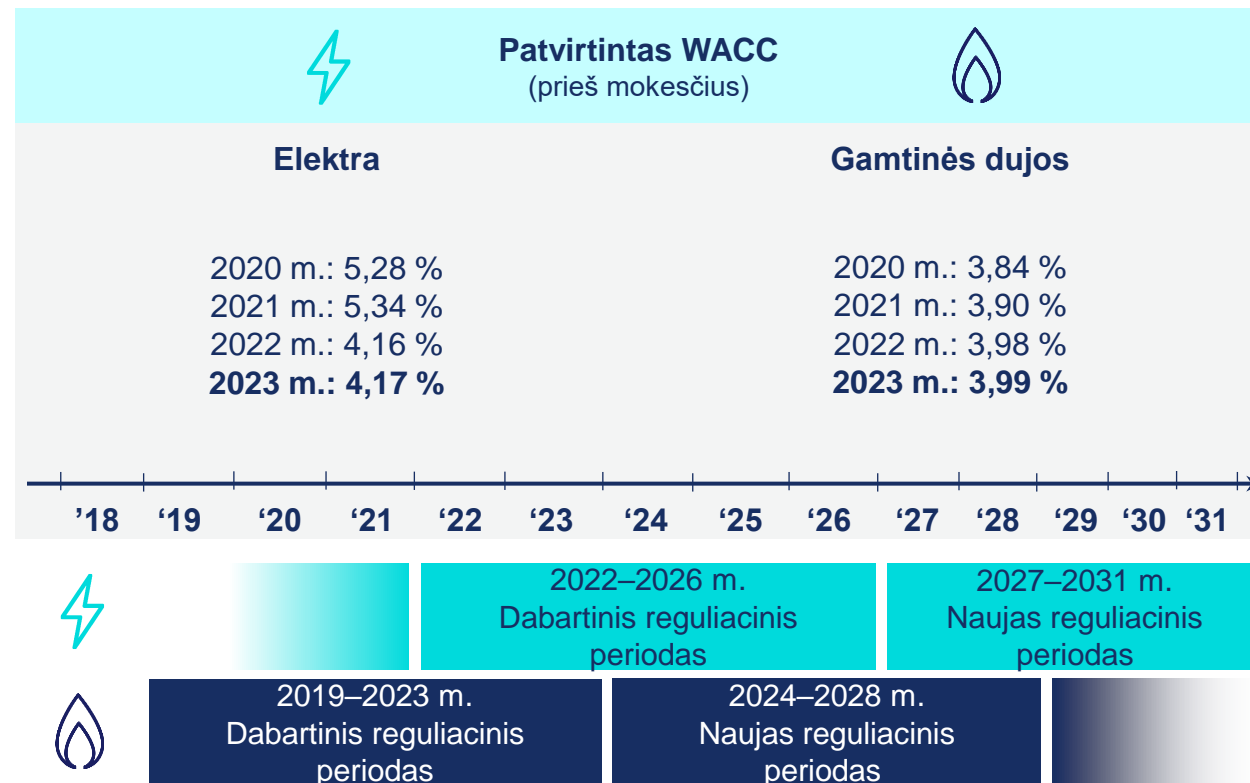 Patvirtintas WACC
(prieš mokesčius)
Elektra
2020 m.: 5,28 %
2021 m.: 5,34 %
2022 m.: 4,16 %
2023 m.: 4,17 %
Gamtinės dujos
2020 m.: 3,84 %
2021 m.: 3,90 %
2022 m.: 3,98 %
2023 m.: 3,99 %
’18 ‘19 ‘20 ‘21 ‘22 ‘23 ‘24 ‘25 ‘26 ‘27 ‘28 ‘29 ‘30 ‘31
2022–2026 m.
Dabartinis reguliacinis
periodas
2027–2031 m.
Naujas reguliacinis
periodas
2019–2023 m.
Dabartinis reguliacinis
periodas
2024–2028 m.
Naujas reguliacinis
periodas